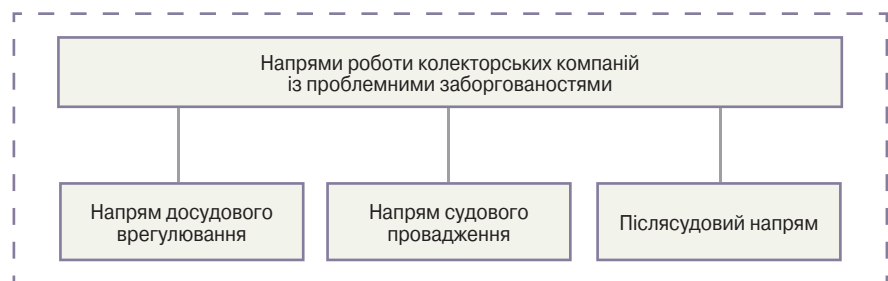 Напрями роботи колекторських компаній
із проблемними заборгованостями
Напрям досудового
врегулювання
Напрям судового
провадження
Післясудовий напрям